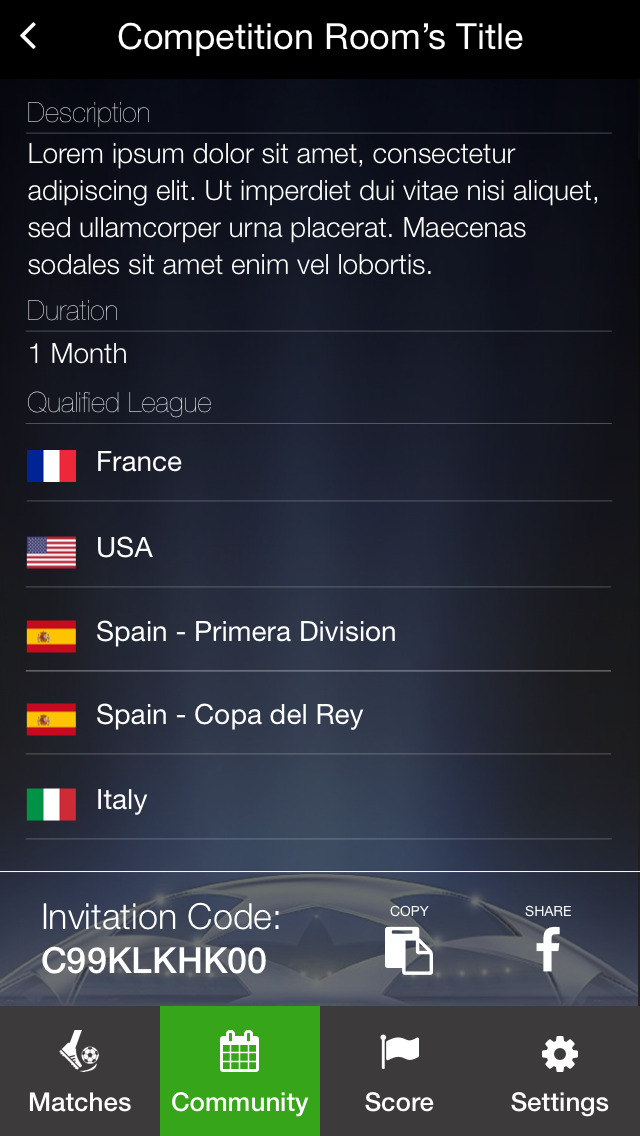 Competition Room’s Title
Description
Lorem ipsum dolor sit amet, consectetur
adipiscing elit. Ut imperdiet dui vitae nisi aliquet,
sed ullamcorper urna placerat. Maecenas
sodales sit amet enim vel lobortis.
Duration
1 Month
Qualified League
France
USA
Spain - Primera Division
Spain - Copa del Rey
Italy
Invitation Code:
C99KLKHK00
COPY
SHARE
Matches
Community
Score
Settings